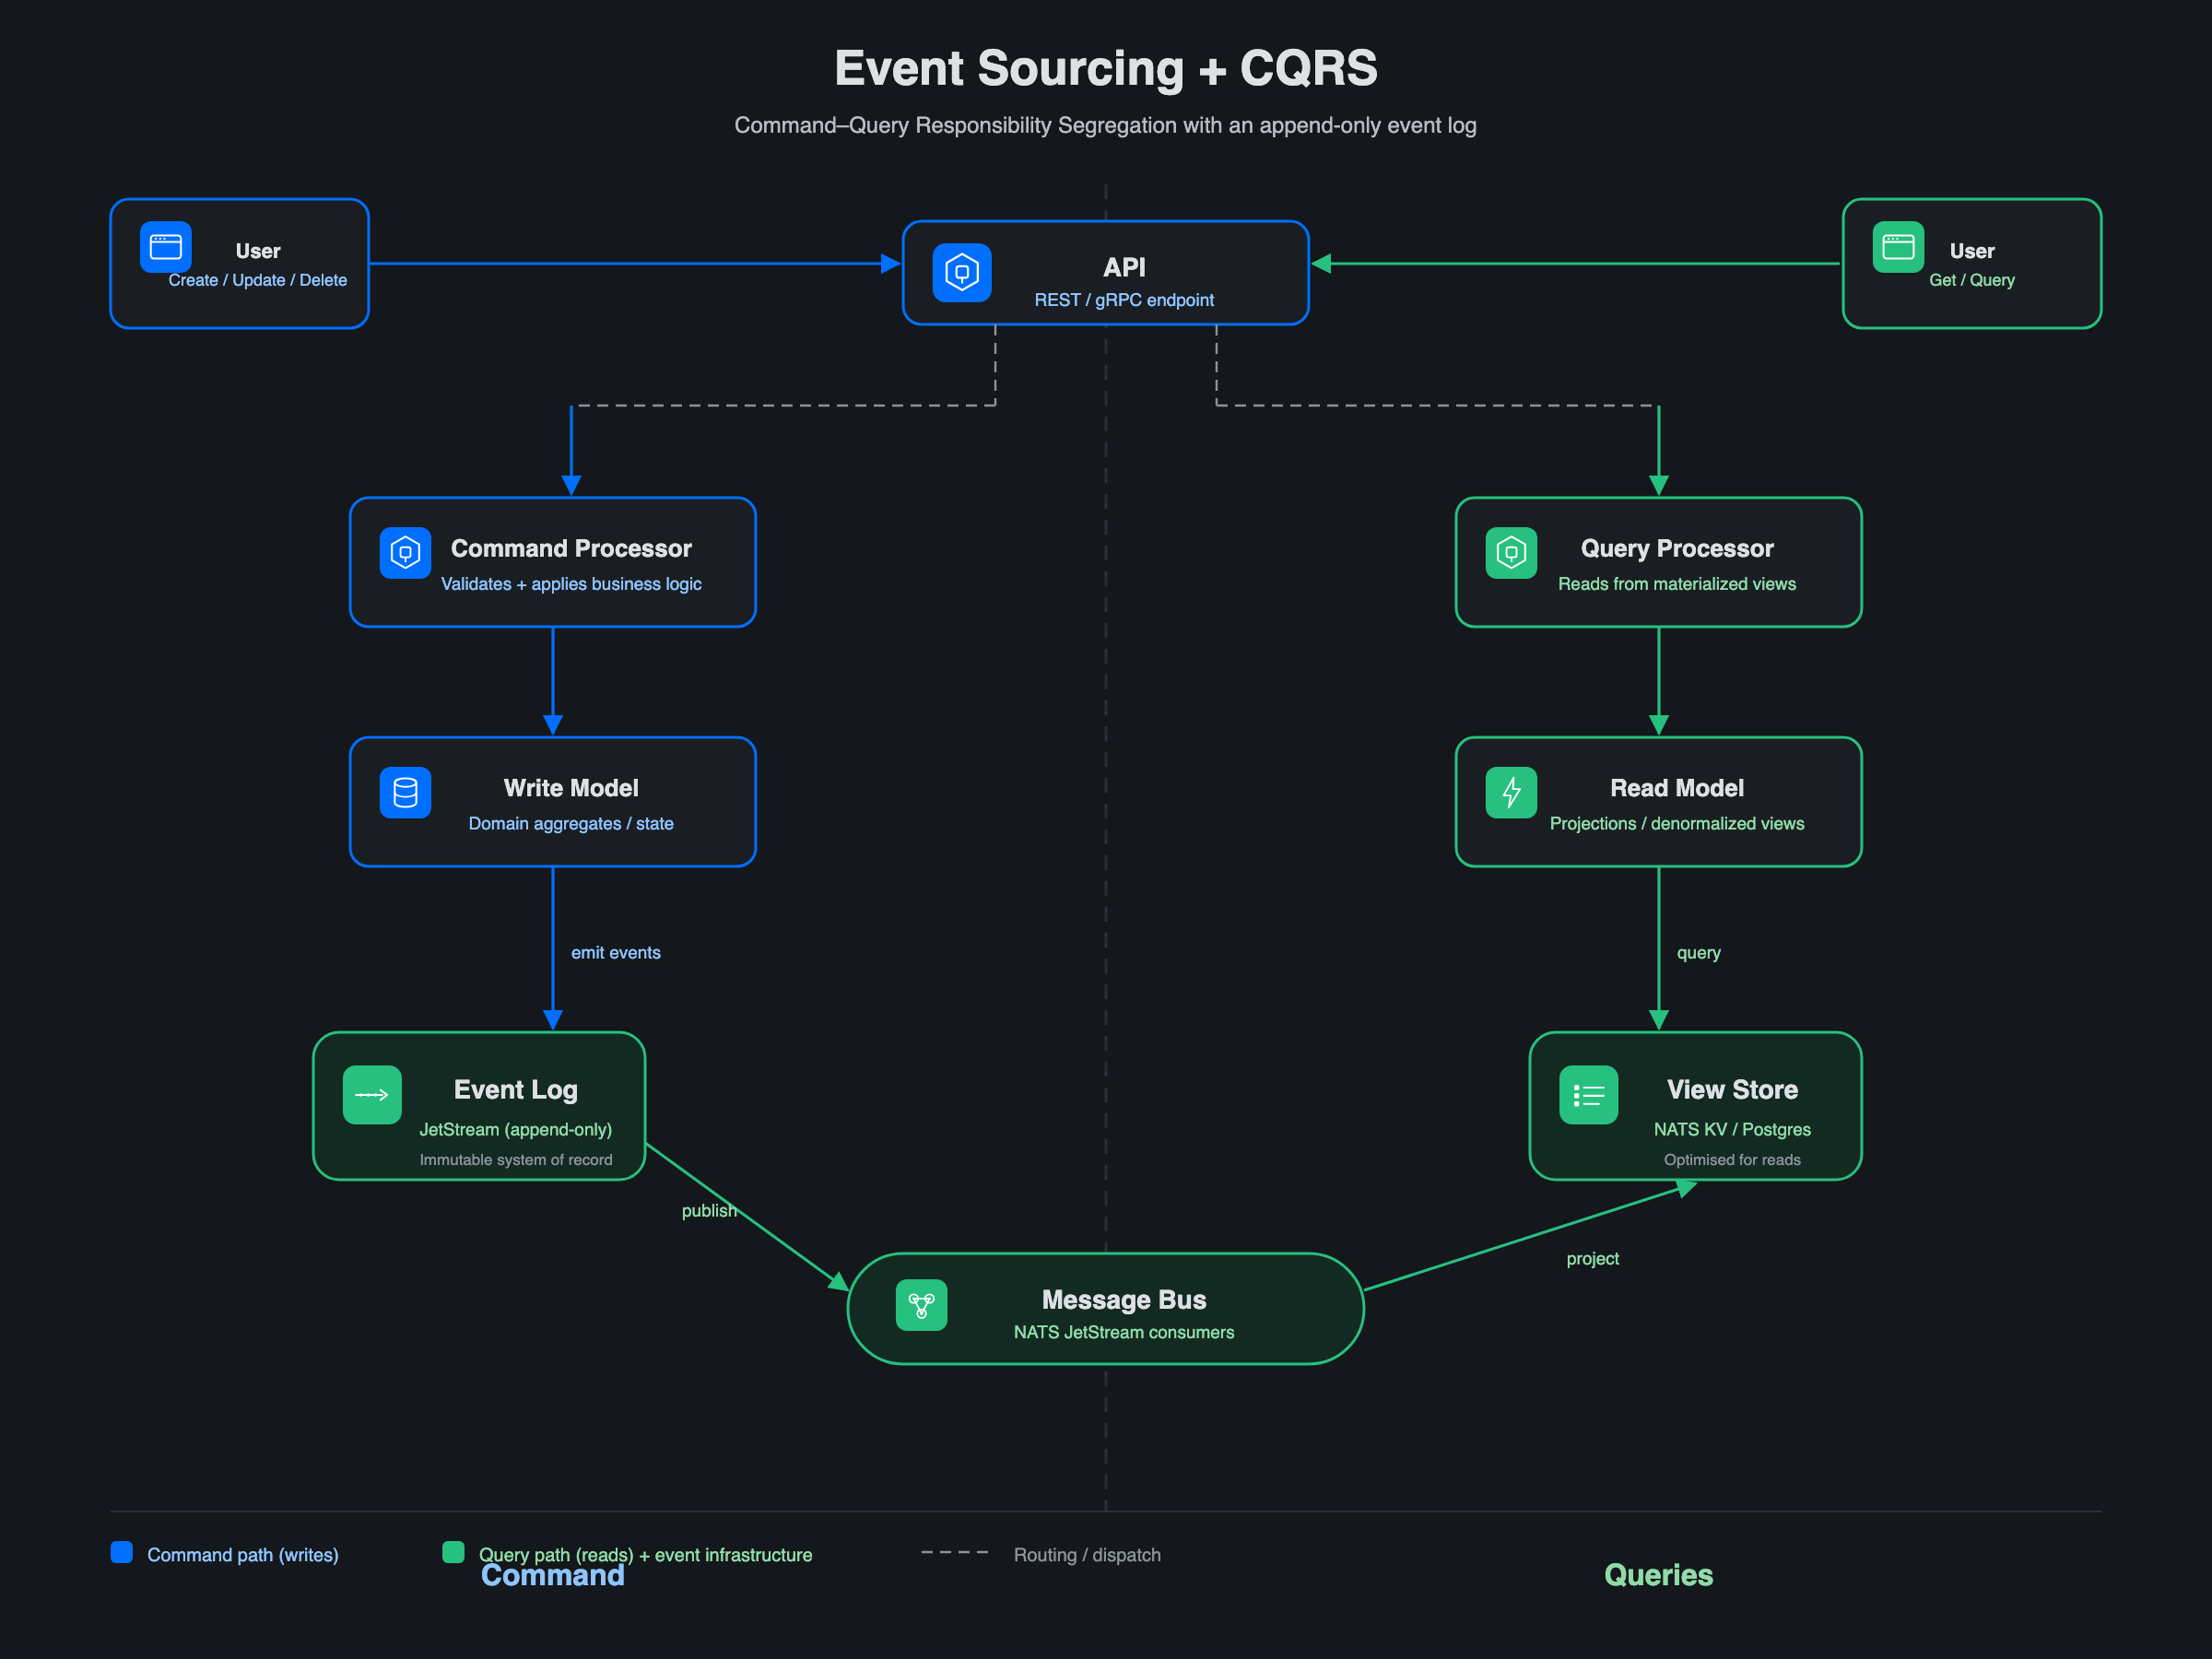 Event Sourcing + CQRS
Command–Query Responsibility Segregation with an append-only event log
User
Create / Update / Delete
API
REST / gRPC endpoint
User
Get / Query
Command Processor
Validates + applies business logic
Query Processor
Reads from materialized views
Write Model
Domain aggregates / state
Read Model
Projections / denormalized views
emit events
query
Event Log
JetStream (append-only)
Immutable system of record
View Store
NATS KV / Postgres
Optimised for reads
publish
project
Message Bus
NATS JetStream consumers
Command path (writes)
Query path (reads) + event infrastructure
Routing / dispatch
Command
Queries